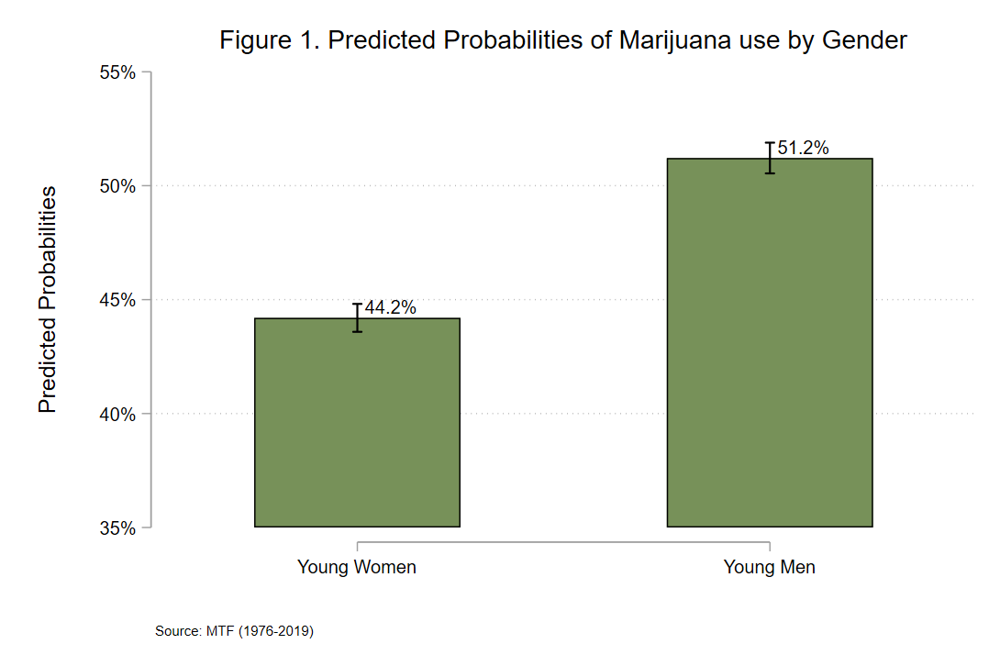 Figure 1. Predicted Probabilities of Marijuana use by Gender
55%
50%
45%
40%
35%
Predicted Probabilities
44.2%
51.2%
Young Women
Young Men
Source: MTF (1976-2019)